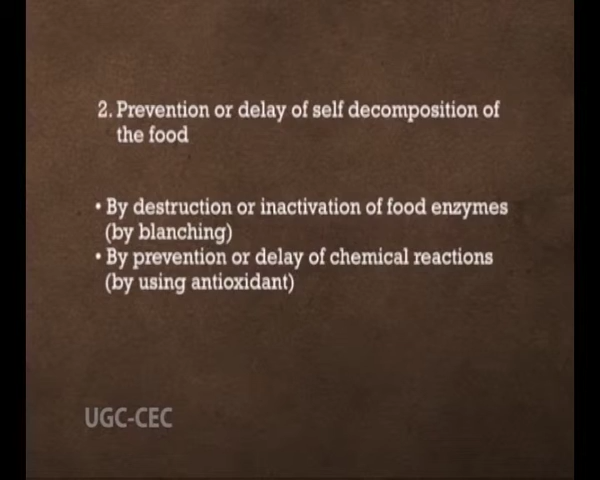 2. Prevention or delay of self decomposition of
the food
• By destruction or inactivation of food enzymes
(by blanching)
• By prevention or delay of chemical reactions
(by using antioxidant)
UGC-CEC